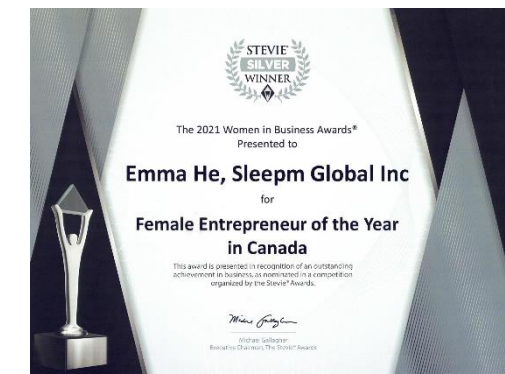 STEVIE®
SILVER
WINNER
The 2021 Women in Business Awards®
Presented to
Emma He, Sleepm Global Inc
for
Female Entrepreneur of the Year
in Canada
This award is presented in recognition of an outstanding
achievement in business, as nominated in a competition
organized by the Stevie® Awards.
Michael Gallagher
Michael Gallagher
Executive Chairman, The Stevie® Awards